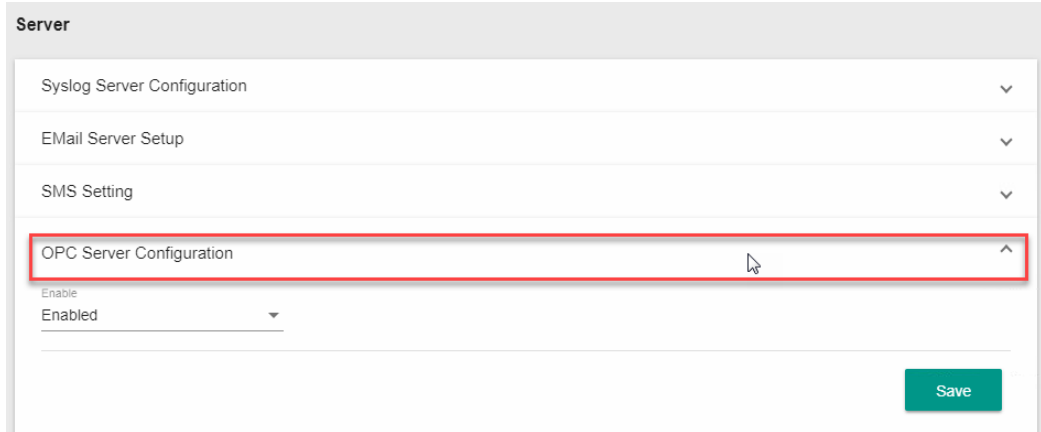 Server
Syslog Server Configuration
EMail Server Setup
SMS Setting
OPC Server Configuration
Enable
Enabled
Save